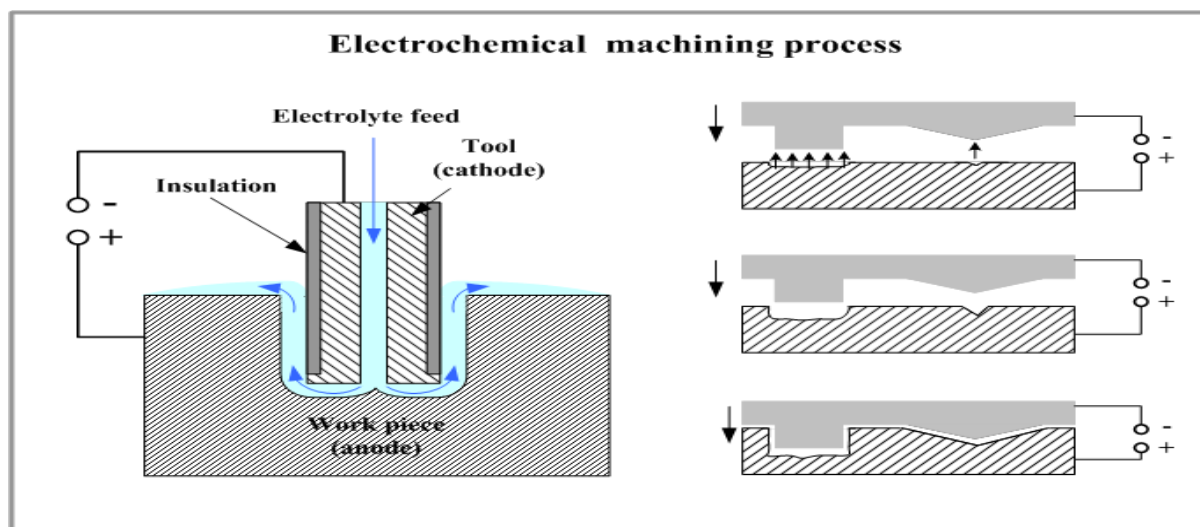 Electrochemical machining process
Electrolyte feed
Tool
(cathode)
Insulation
-
+
Work piece
(anode)
-
+
-
+
-
+